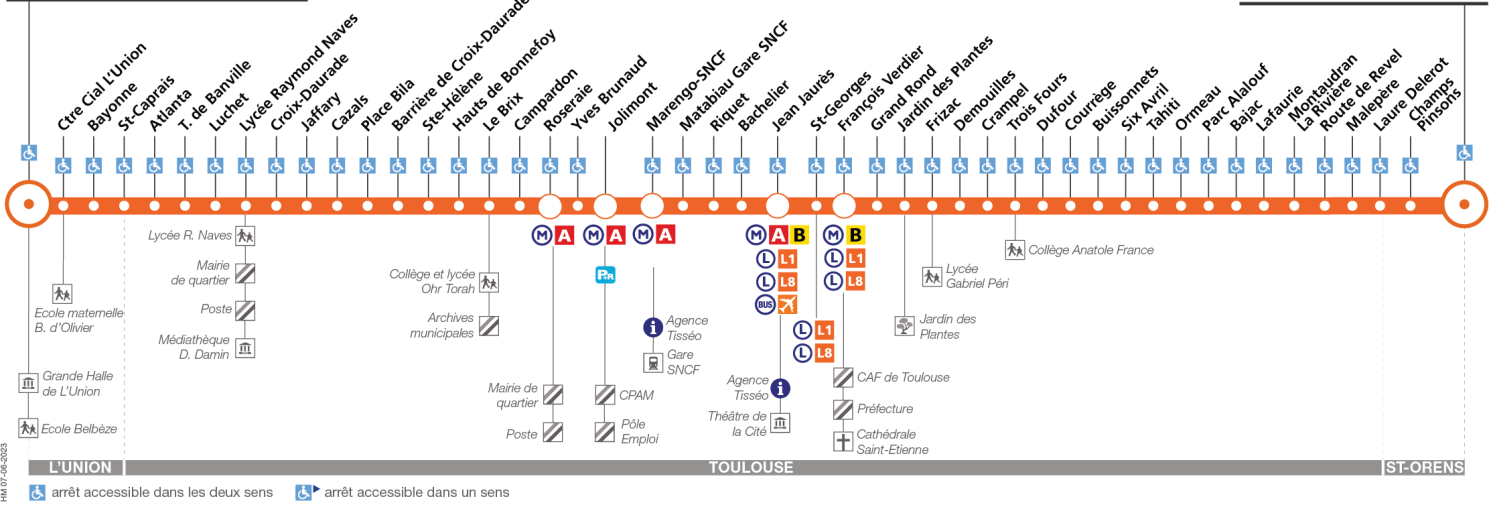 Ctre Cial L'Union
Bayonne
St-Caprais
Atlanta
T. de Banville
Luchet
Lycée Raymond Naves
Croix-Daurade
Jaffary
Cazals
Place Bila
Barrière de Croix-Daurade
Ste-Hélène
Hauts de Bonnefoy
Le Brix
Campardon
Roseraie
Yves Brunaud
Jolimont
Marengo-SNCF
Matabiau Gare SNCF
Riquet
Bachelier
Jean Jaurès
St-Georges
François Verdier
Grand Rond
Jardin des Plantes
Frizac
Demouilles
Crampel
Trois Fours
Dufour
Courrège
Buissonnets
Six Avril
Tahiti
Ormeau
Parc Alalouf
Bajac
Lafaurie
Montaudran
La Rivière
Route de Revel
Malepère
Laure Delerot
Champs
Pinsons
M A
M A
M A
M A B
L L1
L L8
BUS
M B
L L1
L L8
L L1
L L8
P+R
Ecole maternelle
B. d'Olivier
Grande Halle
de L'Union
Ecole Belbèze
Lycée R. Naves
Mairie
de quartier
Poste
Médiathèque
D. Damin
Collège et lycée
Ohr Torah
Archives
municipales
Mairie de
quartier
Poste
CPAM
Pôle
Emploi
i Agence
Tisséo
Gare
SNCF
Agence i
Tisséo
Théâtre de
la Cité
CAF de Toulouse
Préfecture
Cathédrale
Saint-Etienne
Jardin des
Plantes
Lycée
Gabriel Péri
Collège Anatole France
L'UNION
TOULOUSE
ST-ORENS
arrêt accessible dans les deux sens
arrêt accessible dans un sens
HM 07-06-2023